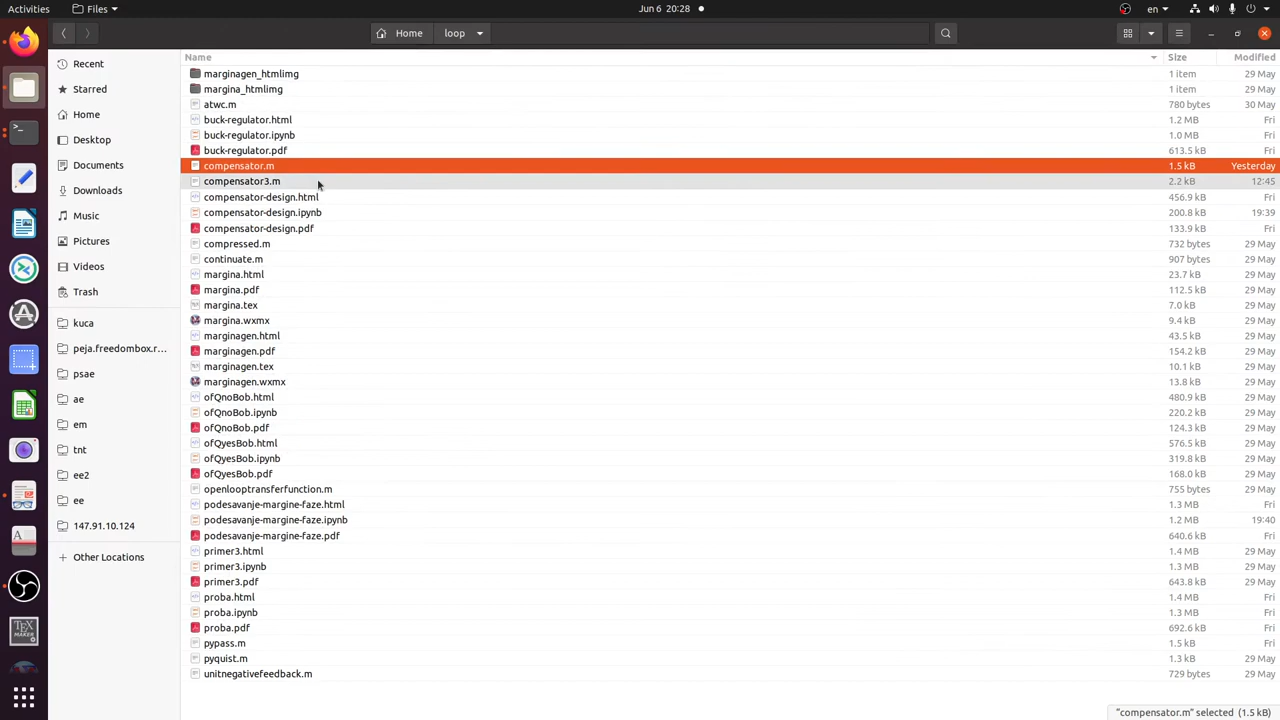 Activities Files Jun 6 20:28 en
Home loop
Name Size Modified
Recent
Starred
Home
Desktop
Documents
Downloads
Music
Pictures
Videos
Trash
kuca
peja.freedombox.r...
psae
ae
em
tnt
ee2
ee
147.91.10.124
Other Locations
marginagen_htmlimg 1 item 29 May
margina_htmlimg 1 item 29 May
atwc.m 780 bytes 30 May
buck-regulator.html 1.2 MB Fri
buck-regulator.ipynb 1.0 MB Fri
buck-regulator.pdf 613.5 kB Fri
compensator.m 1.5 kB Yesterday
compensator3.m 2.2 kB 12:45
compensator-design.html 456.9 kB Fri
compensator-design.ipynb 200.8 kB 19:39
compensator-design.pdf 133.9 kB Fri
compressed.m 732 bytes 29 May
continuate.m 907 bytes 29 May
margina.html 23.7 kB 29 May
margina.pdf 112.5 kB 29 May
margina.tex 7.0 kB 29 May
margina.wxmx 9.4 kB 29 May
marginagen.html 43.5 kB 29 May
marginagen.pdf 154.2 kB 29 May
marginagen.tex 10.1 kB 29 May
marginagen.wxmx 13.8 kB 29 May
ofQnoBob.html 480.9 kB 29 May
ofQnoBob.ipynb 220.2 kB 29 May
ofQnoBob.pdf 124.3 kB 29 May
ofQyesBob.html 576.5 kB 29 May
ofQyesBob.ipynb 319.8 kB 29 May
ofQyesBob.pdf 168.0 kB 29 May
openlooptransferfunction.m 755 bytes 29 May
podesavanje-margine-faze.html 1.3 MB Fri
podesavanje-margine-faze.ipynb 1.2 MB 19:40
podesavanje-margine-faze.pdf 640.6 kB Fri
primer3.html 1.4 MB Fri
primer3.ipynb 1.3 MB Fri
primer3.pdf 643.8 kB Fri
proba.html 1.4 MB Fri
proba.ipynb 1.3 MB Fri
proba.pdf 692.6 kB Fri
pypass.m 1.5 kB Fri
pyquist.m 1.3 kB 29 May
unitnegativefeedback.m 729 bytes 29 May
"compensator.m" selected (1.5 kB)
TEX
MAKER